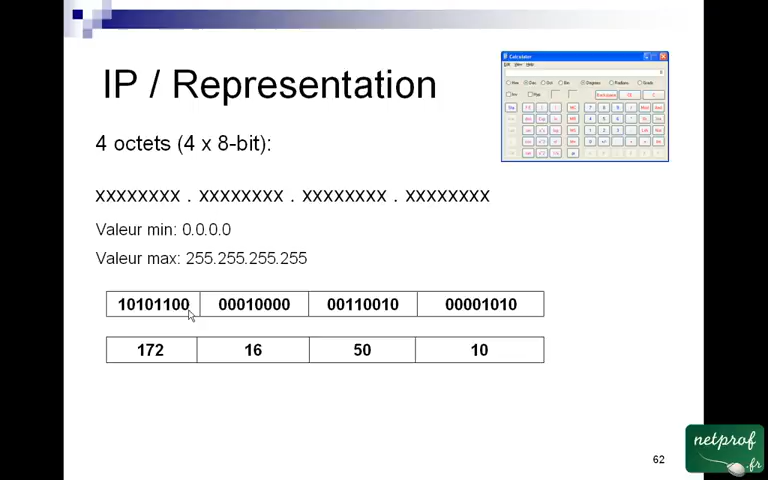 IP / Representation
Calculator
4 octets (4 x 8-bit):
xxxxxxxx . xxxxxxxx . xxxxxxxx . xxxxxxxx
Valeur min: 0.0.0.0
Valeur max: 255.255.255.255
10101100 00010000 00110010 00001010
172 16 50 10
62
netprof
.fr